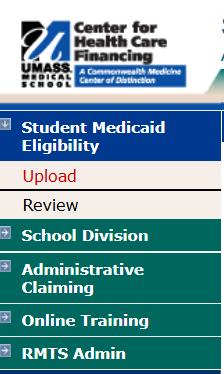 Center for
Health Care
Financing
UMASS
MEDICAL
SCHOOL
A Commonwealth Medicine
Center of Distinction
Student Medicaid
Eligibility
Upload
Review
School Division
Administrative
Claiming
Online Training
RMTS Admin